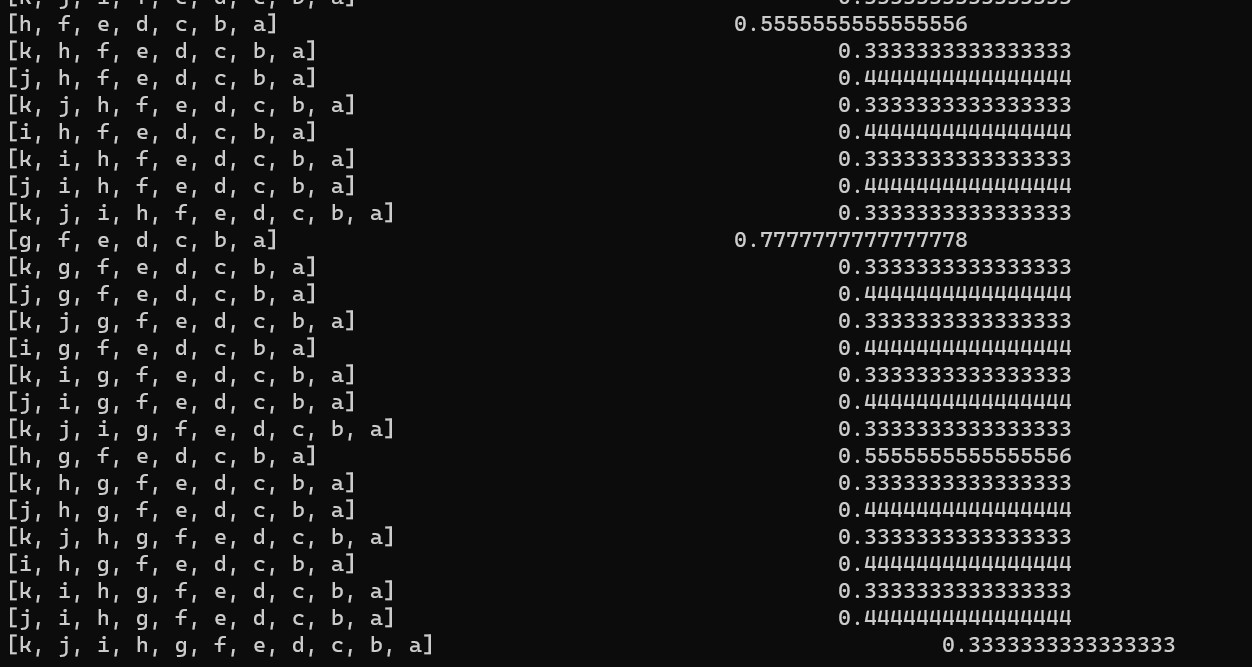 [h, f, e, d, c, b, a] 0.5555555555555556
[k, h, f, e, d, c, b, a] 0.3333333333333333
[j, h, f, e, d, c, b, a] 0.4444444444444444
[k, j, h, f, e, d, c, b, a] 0.3333333333333333
[i, h, f, e, d, c, b, a] 0.4444444444444444
[k, i, h, f, e, d, c, b, a] 0.3333333333333333
[j, i, h, f, e, d, c, b, a] 0.4444444444444444
[k, j, i, h, f, e, d, c, b, a] 0.3333333333333333
[g, f, e, d, c, b, a] 0.7777777777777778
[k, g, f, e, d, c, b, a] 0.3333333333333333
[j, g, f, e, d, c, b, a] 0.4444444444444444
[k, j, g, f, e, d, c, b, a] 0.3333333333333333
[i, g, f, e, d, c, b, a] 0.4444444444444444
[k, i, g, f, e, d, c, b, a] 0.3333333333333333
[j, i, g, f, e, d, c, b, a] 0.4444444444444444
[k, j, i, g, f, e, d, c, b, a] 0.3333333333333333
[h, g, f, e, d, c, b, a] 0.5555555555555556
[k, h, g, f, e, d, c, b, a] 0.3333333333333333
[j, h, g, f, e, d, c, b, a] 0.4444444444444444
[k, j, h, g, f, e, d, c, b, a] 0.3333333333333333
[i, h, g, f, e, d, c, b, a] 0.4444444444444444
[k, i, h, g, f, e, d, c, b, a] 0.3333333333333333
[j, i, h, g, f, e, d, c, b, a] 0.4444444444444444
[k, j, i, h, g, f, e, d, c, b, a] 0.3333333333333333